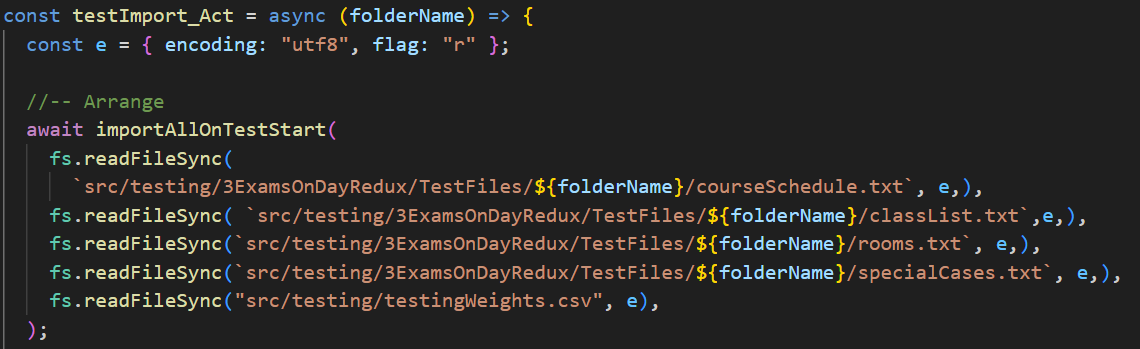 const testImport_Act = async (folderName) => {
const e = { encoding: "utf8", flag: "r" };
//-- Arrange
await importAllOnTestStart(
fs.readFileSync(
`src/testing/3ExamsOnDayRedux/TestFiles/${folderName}/courseSchedule.txt`, e,),
fs.readFileSync( `src/testing/3ExamsOnDayRedux/TestFiles/${folderName}/classList.txt`,e,),
fs.readFileSync(`src/testing/3ExamsOnDayRedux/TestFiles/${folderName}/rooms.txt`, e,),
fs.readFileSync(`src/testing/3ExamsOnDayRedux/TestFiles/${folderName}/specialCases.txt`, e,),
fs.readFileSync("src/testing/testingWeights.csv", e),
);